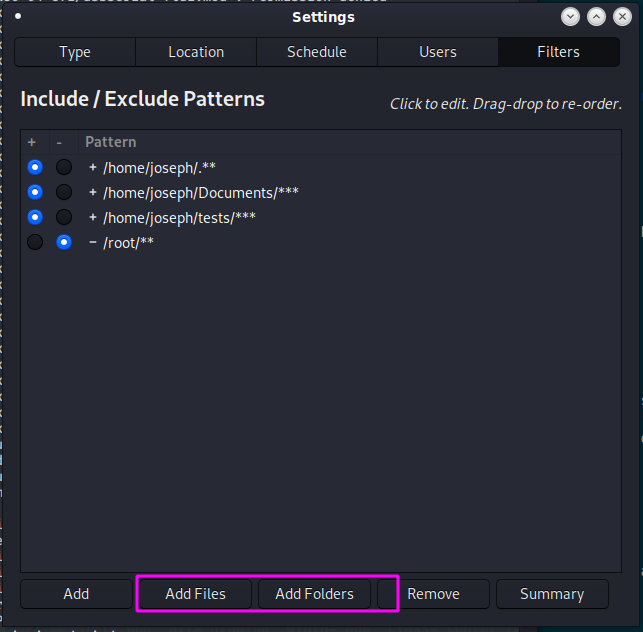 Settings
Type Location Schedule Users Filters
Include / Exclude Patterns
Click to edit. Drag-drop to re-order.
+ - Pattern
+ /home/joseph/.**
+ /home/joseph/Documents/***
+ /home/joseph/tests/***
- /root/**
Add Add Files Add Folders Remove Summary